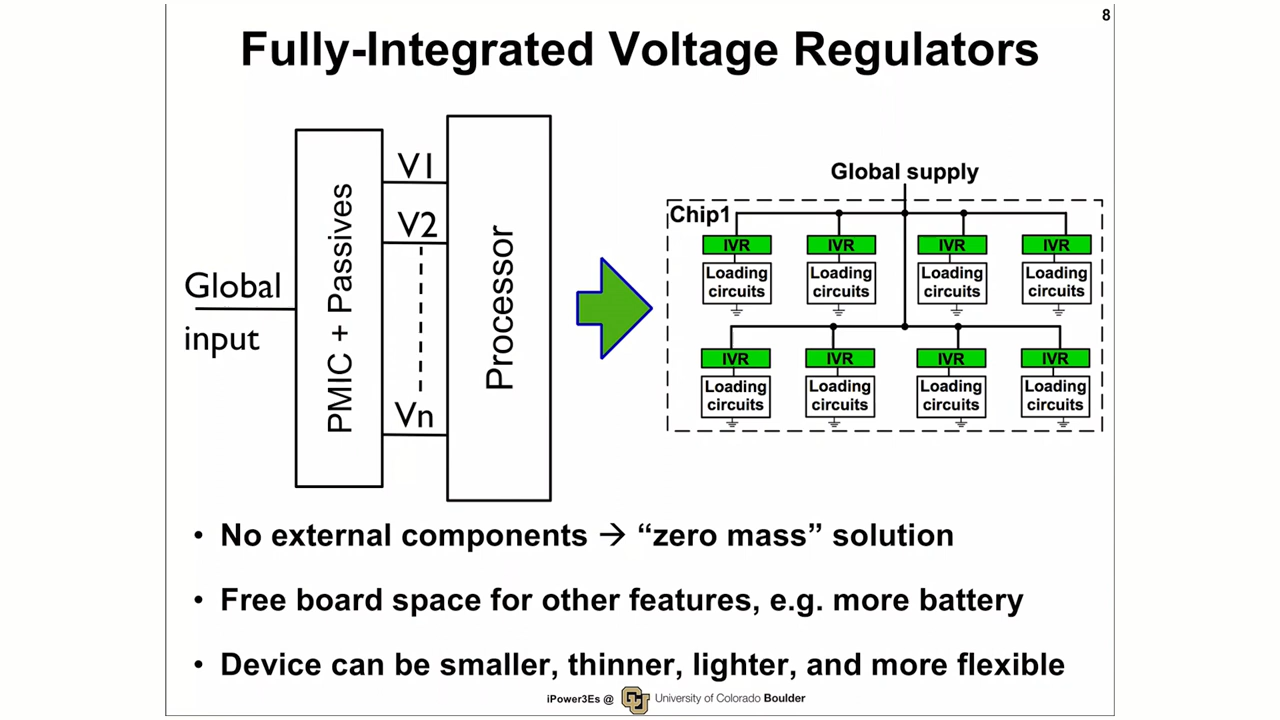 8
Fully-Integrated Voltage Regulators
Global
input
PMIC + Passives
V1
V2
Vn
Processor
Global supply
Chip1
IVR IVR IVR IVR
Loading circuits Loading circuits Loading circuits Loading circuits
IVR IVR IVR IVR
Loading circuits Loading circuits Loading circuits Loading circuits
• No external components → “zero mass” solution
• Free board space for other features, e.g. more battery
• Device can be smaller, thinner, lighter, and more flexible
iPower3Es @ CU University of Colorado Boulder